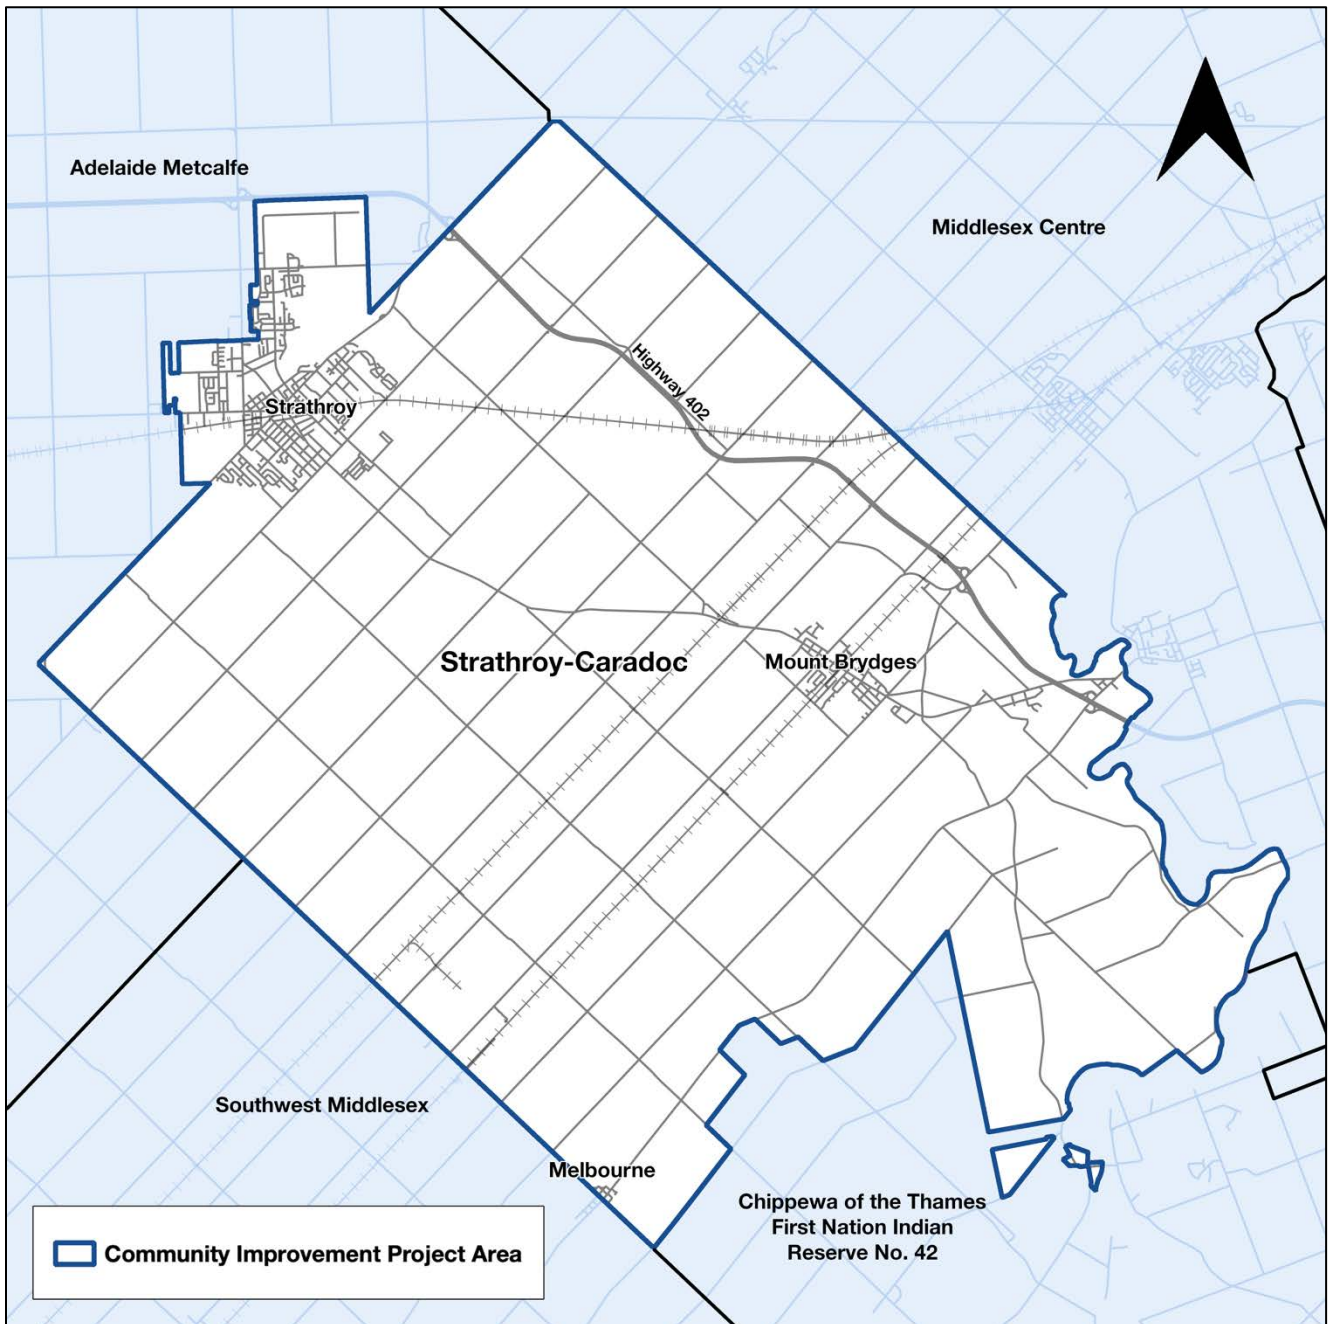 Adelaide Metcalfe
Middlesex Centre
Highway 402
Strathroy
Strathroy-Caradoc
Mount Brydges
Southwest Middlesex
Melbourne
Chippewa of the Thames
First Nation Indian
Reserve No. 42
Community Improvement Project Area